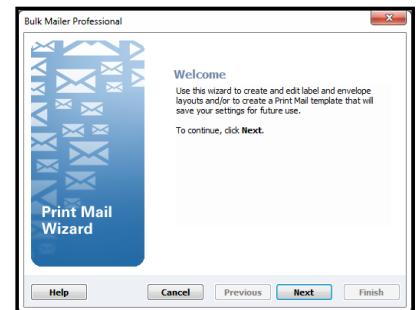 Bulk Mailer Professional
Welcome
Use this wizard to create and edit label and envelope
layouts and/or to create a Print Mail template that will
save your settings for future use.
To continue, click Next.
Print Mail
Wizard
Help
Cancel
Previous
Next
Finish